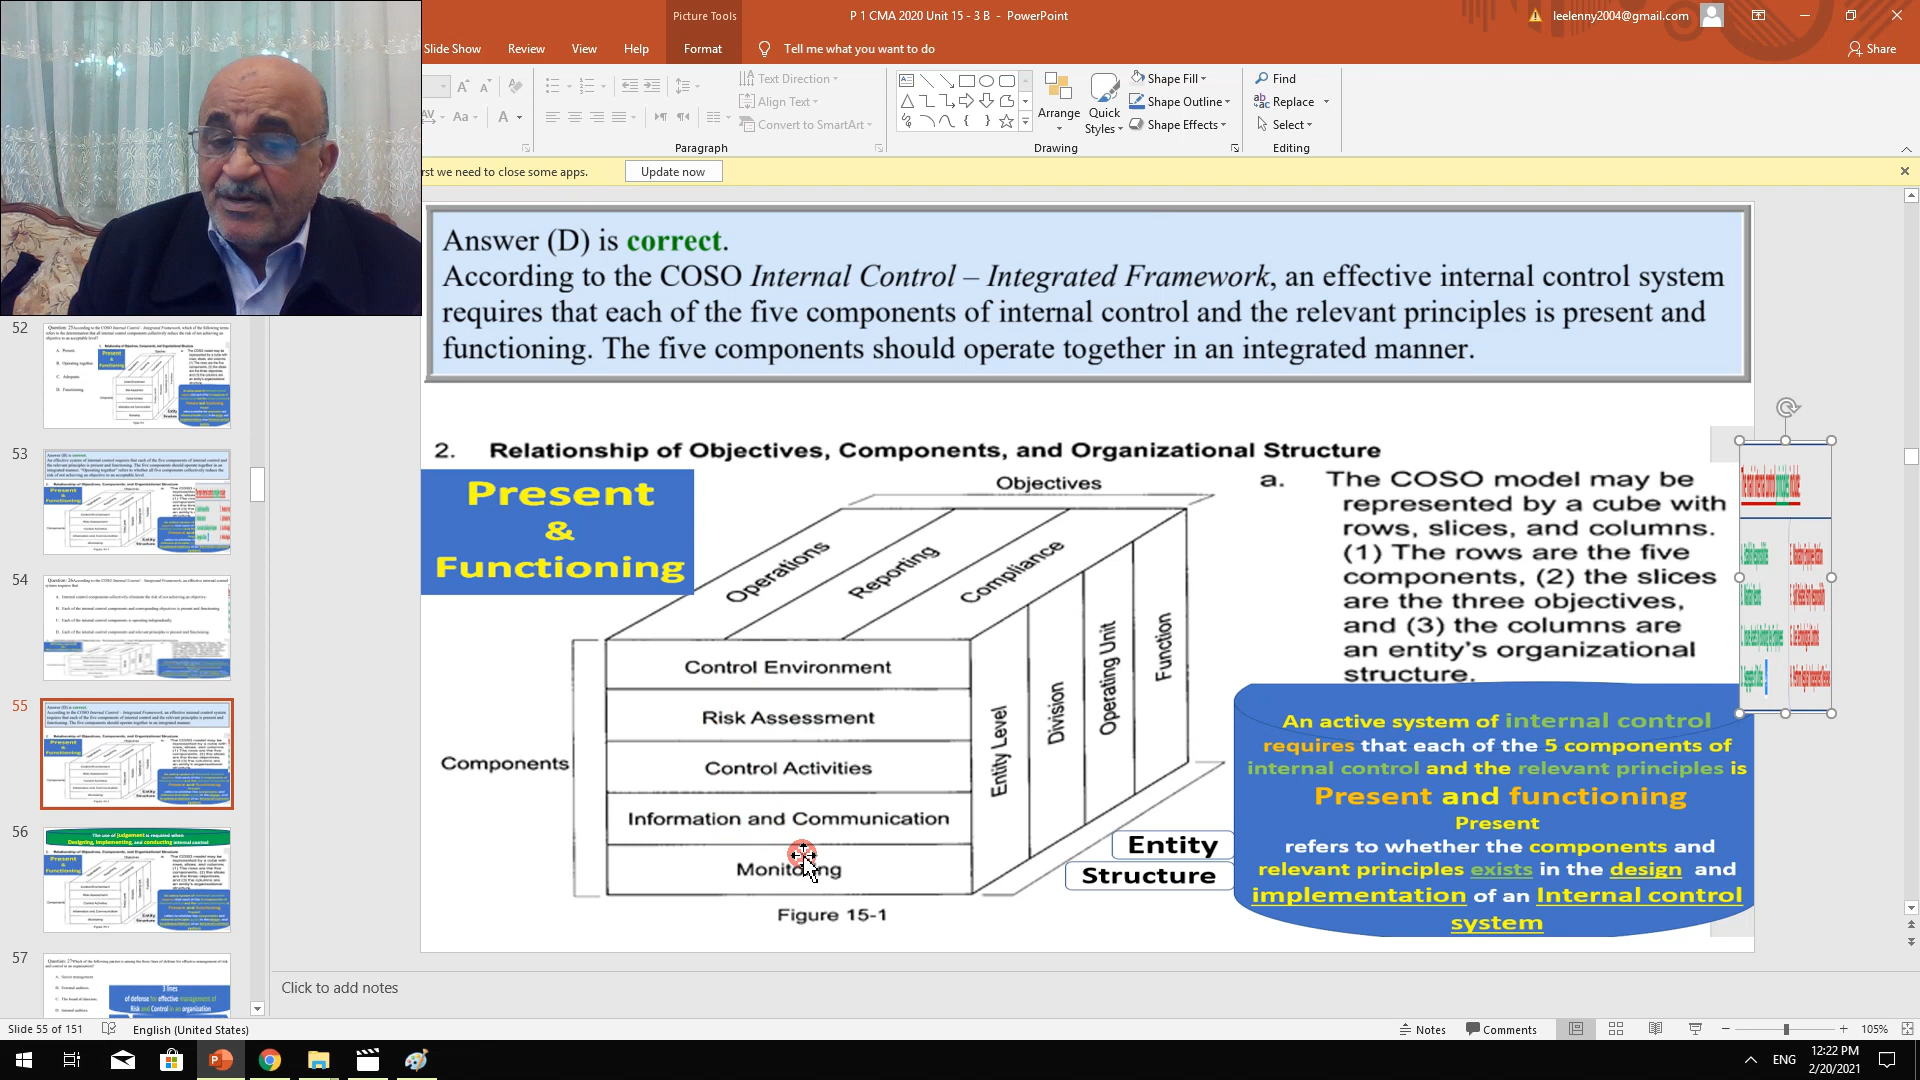 Picture Tools
P 1 CMA 2020 Unit 15 - 3 B - PowerPoint
leelenny2004@gmail.com
Slide Show
Review
View
Help
Format
Tell me what you want to do
Share
Text Direction
Align Text
Convert to SmartArt
Paragraph
Arrange
Quick
Styles
Shape Fill
Shape Outline
Shape Effects
Drawing
Find
Replace
Select
Editing
rst we need to close some apps.
Update now
Answer (D) is correct.
According to the COSO Internal Control – Integrated Framework, an effective internal control system
requires that each of the five components of internal control and the relevant principles is present and
functioning. The five components should operate together in an integrated manner.
2. Relationship of Objectives, Components, and Organizational Structure
Present
&
Functioning
Objectives
Operations
Reporting
Compliance
Control Environment
Risk Assessment
Control Activities
Information and Communication
Monitoring
Components
Entity Level
Division
Operating Unit
Function
Figure 15-1
Entity
Structure
a. The COSO model may be
represented by a cube with
rows, slices, and columns.
(1) The rows are the five
components, (2) the slices
are the three objectives,
and (3) the columns are
an entity's organizational
structure.
An active system of internal control
requires that each of the 5 components of
internal control and the relevant principles is
Present and functioning
Present
refers to whether the components and
relevant principles exists in the design and
implementation of an Internal control
system
52
53
54
55
56
57
Click to add notes
Slide 55 of 151
English (United States)
Notes
Comments
105%
ENG
12:22 PM
2/20/2021